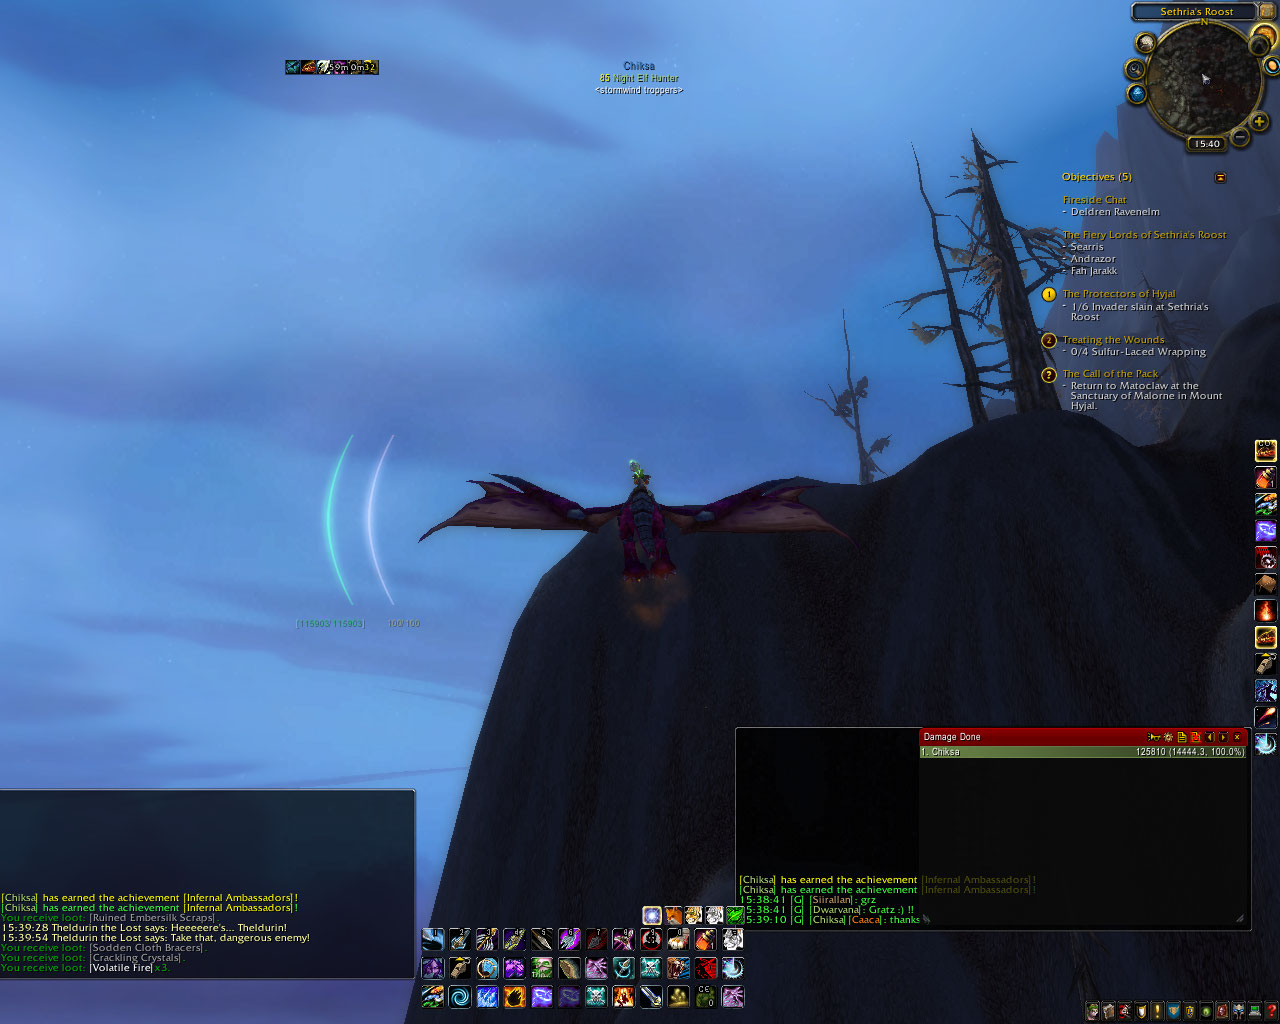 Sethria's Roost
N
59m 0m32
Chiksa
85 Night Elf Hunter
<stormwind troppers>
15:40
Objectives (5)
Fireside Chat
- Deldren Ravenelm
The Fiery Lords of Sethria's Roost
- Searris
- Andrazor
- Fah Jarakk
1 The Protectors of Hyjal
- 1/6 Invader slain at Sethria's
Roost
2 Treating the Wounds
- 0/4 Sulfur-Laced Wrapping
? The Call of the Pack
- Return to Matoclaw at the
Sanctuary of Malorne in Mount
Hyjal.
[115903/115903] 100/100
Damage Done
1. Chiksa 125810 (14444.3, 100.0%)
[Chiksa] has earned the achievement [Infernal Ambassadors]!
[Chiksa] has earned the achievement [Infernal Ambassadors]!
15:38:41 [G] [Siirallan]: grz
5:38:41 [G] [Dwarvana]: Gratz :) !!
5:39:10 [G] [Chiksa][Caaca]: thanks
[Chiksa] has earned the achievement [Infernal Ambassadors]!
[Chiksa] has earned the achievement [Infernal Ambassadors]!
You receive loot: [Ruined Embersilk Scraps].
15:39:28 Theldurin the Lost says: Heeeeere's... Theldurin!
15:39:54 Theldurin the Lost says: Take that, dangerous enemy!
You receive loot: [Sodden Cloth Bracers].
You receive loot: [Crackling Crystals].
You receive loot: [Volatile Fire]x3.